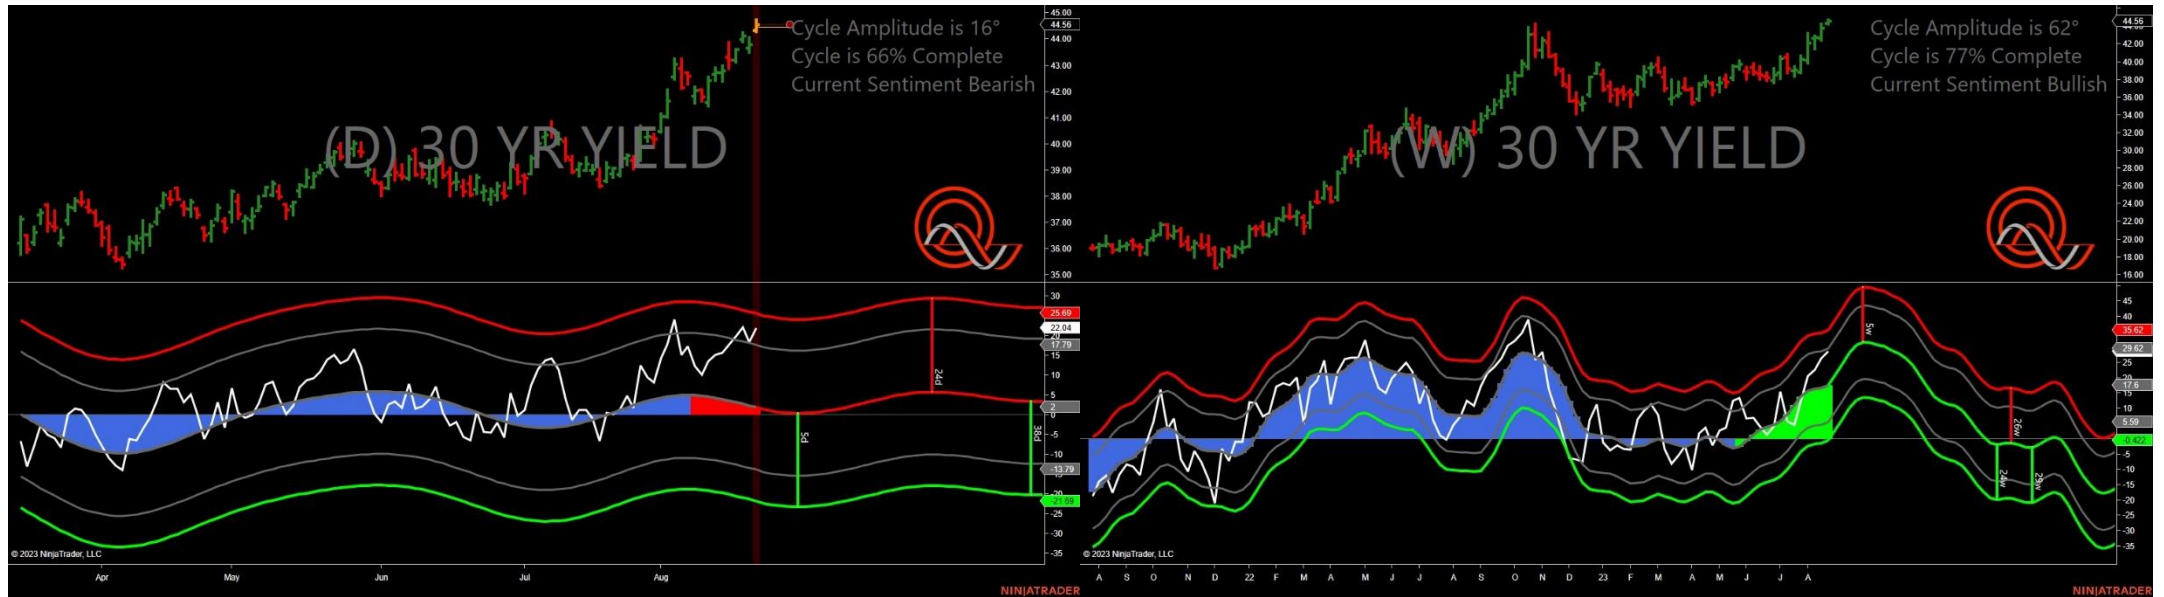 Cycle Amplitude is 16°
Cycle is 66% Complete
Current Sentiment Bearish
(D) 30 YR YIELD
45.00
44.56
44.00
43.00
42.00
41.00
40.00
39.00
38.00
37.00
36.00
35.00
30
25.69
22.04
17.79
15
10
5
2
0
-5
-10
-13.79
-20
-21.69
-25
-30
-35
24d
5d
38d
© 2023 NinjaTrader, LLC
Apr May Jun Jul Aug
NINJATRADER
Cycle Amplitude is 62°
Cycle is 77% Complete
Current Sentiment Bullish
(W) 30 YR YIELD
44.56
42.00
40.00
38.00
36.00
34.00
32.00
30.00
28.00
26.00
24.00
22.00
20.00
18.00
16.00
45
40
35.62
29.62
25
20
17.6
15
10
5.59
-0.422
-5
-10
-15
-20
-25
-30
-35
5w
26w
24w
29w
© 2023 NinjaTrader, LLC
A S O N D 22 F M A M J J A S O N D 23 F M A M J J A
NINJATRADER